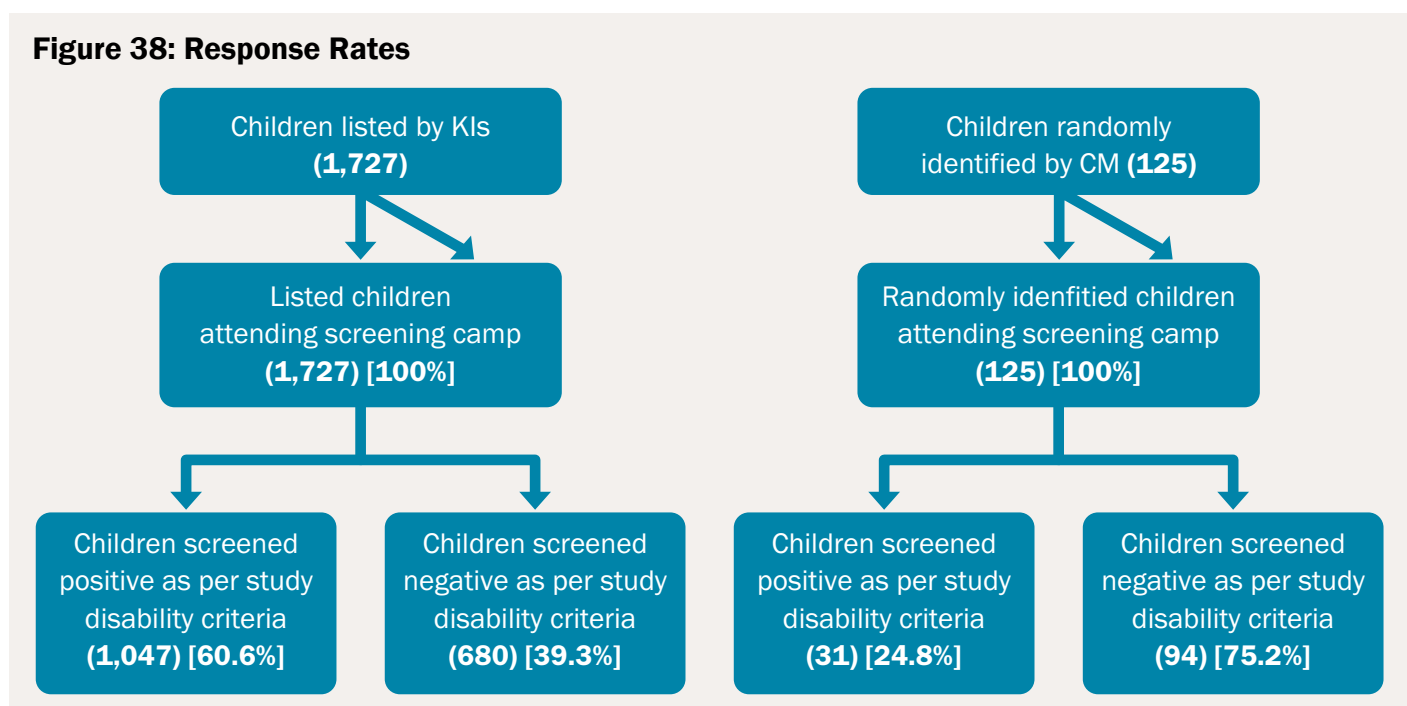 Figure 38: Response Rates
Children listed by KIs
(1,727)
Children randomly
identified by CM (125)
Listed children
attending screening camp
(1,727) [100%]
Randomly idenfitied children
attending screening camp
(125) [100%]
Children screened
positive as per study
disability criteria
(1,047) [60.6%]
Children screened
negative as per study
disability criteria
(680) [39.3%]
Children screened
positive as per study
disability criteria
(31) [24.8%]
Children screened
negative as per study
disability criteria
(94) [75.2%]